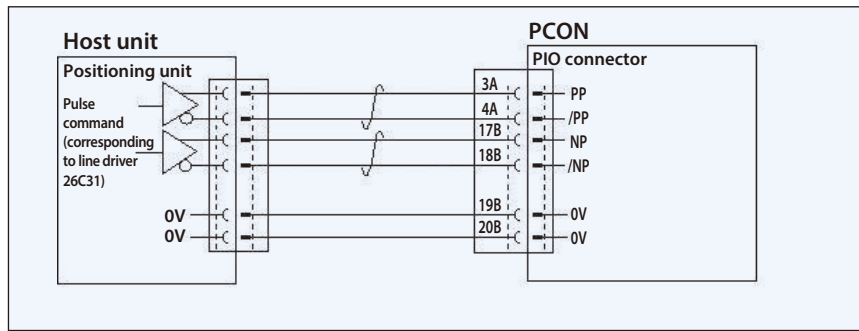 Host unit
Positioning unit
Pulse
command
(corresponding
to line driver
26C31)
0V
0V
3A
4A
17B
18B
19B
20B
PCON
PIO connector
PP
/PP
NP
/NP
0V
0V